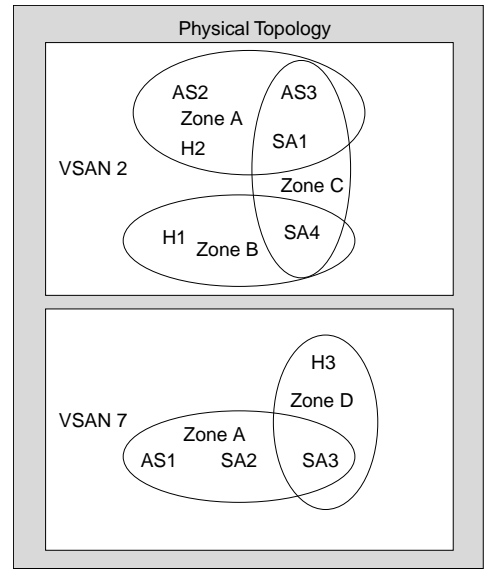 Physical Topology
AS2 AS3
Zone A
H2 SA1
VSAN 2
Zone C
H1 SA4
Zone B
H3
Zone D
VSAN 7
Zone A
AS1 SA2 SA3